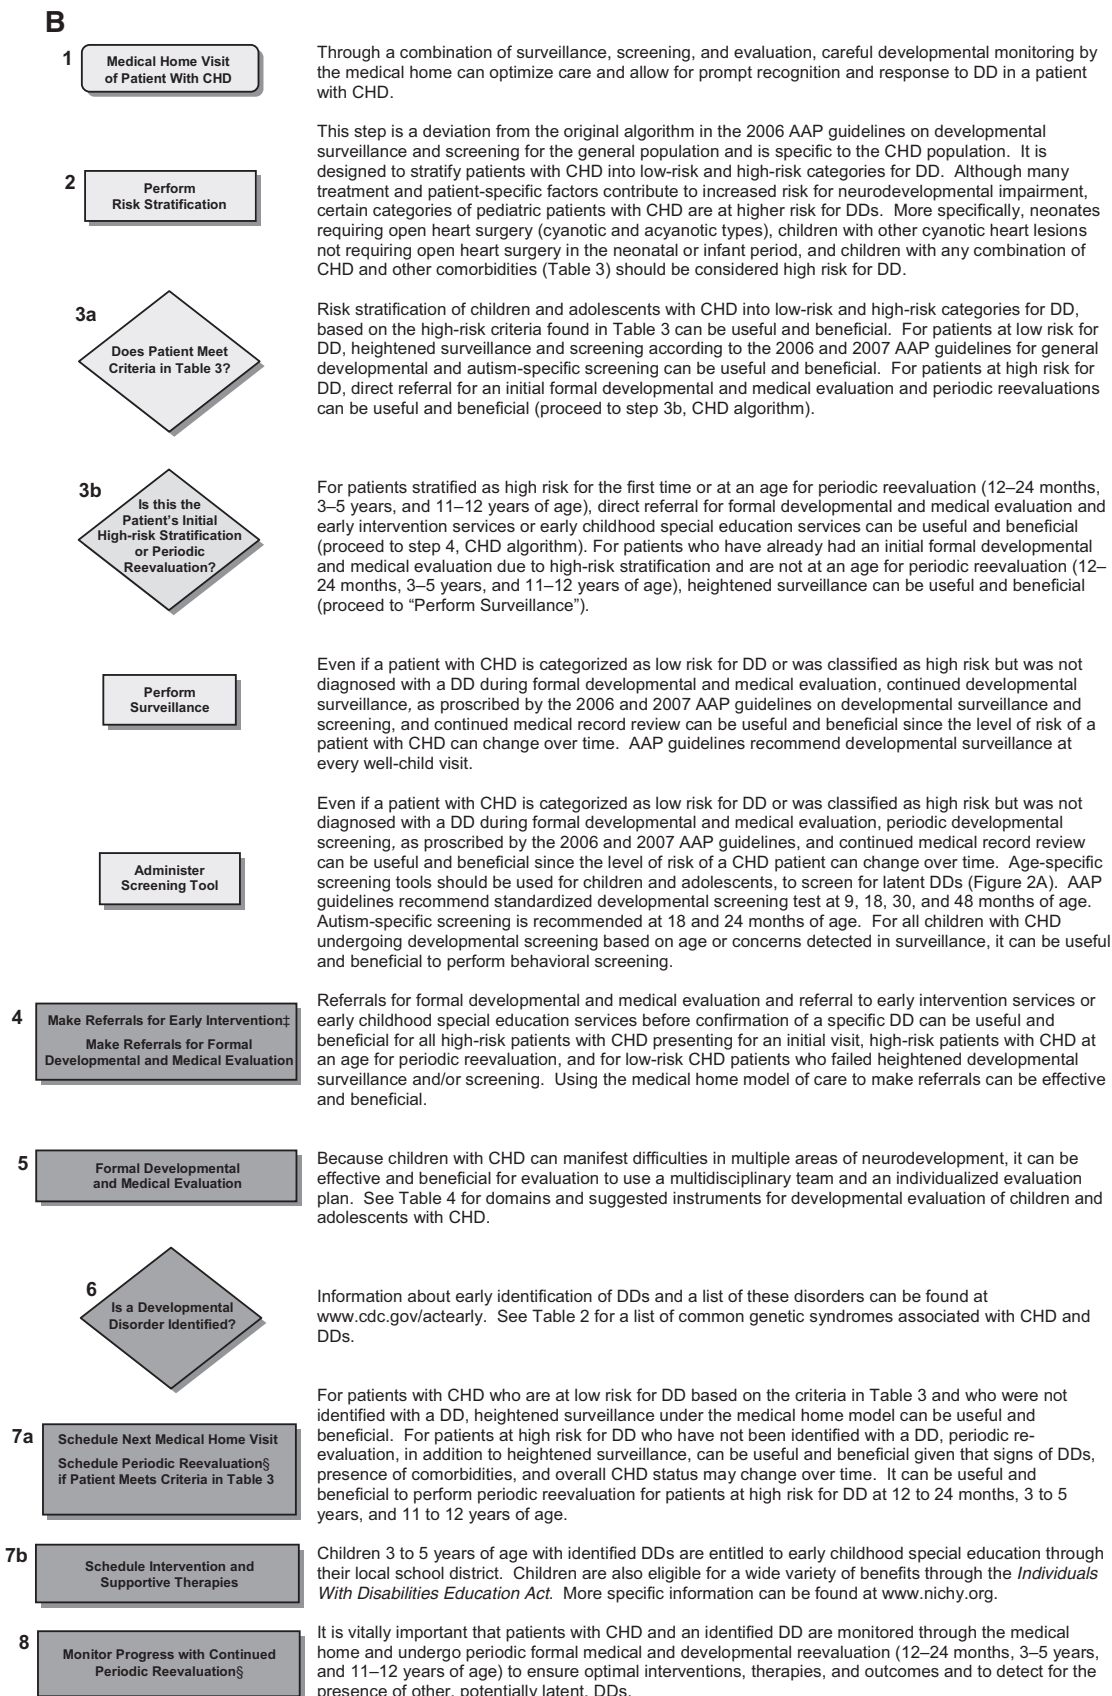 B
1
Medical Home Visit
of Patient With CHD
Through a combination of surveillance, screening, and evaluation, careful developmental monitoring by
the medical home can optimize care and allow for prompt recognition and response to DD in a patient
with CHD.
2
Perform
Risk Stratification
This step is a deviation from the original algorithm in the 2006 AAP guidelines on developmental
surveillance and screening for the general population and is specific to the CHD population. It is
designed to stratify patients with CHD into low-risk and high-risk categories for DD. Although many
treatment and patient-specific factors contribute to increased risk for neurodevelopmental impairment,
certain categories of pediatric patients with CHD are at higher risk for DDs. More specifically, neonates
requiring open heart surgery (cyanotic and acyanotic types), children with other cyanotic heart lesions
not requiring open heart surgery in the neonatal or infant period, and children with any combination of
CHD and other comorbidities (Table 3) should be considered high risk for DD.
3a
Does Patient Meet
Criteria in Table 3?
Risk stratification of children and adolescents with CHD into low-risk and high-risk categories for DD,
based on the high-risk criteria found in Table 3 can be useful and beneficial. For patients at low risk for
DD, heightened surveillance and screening according to the 2006 and 2007 AAP guidelines for general
developmental and autism-specific screening can be useful and beneficial. For patients at high risk for
DD, direct referral for an initial formal developmental and medical evaluation and periodic reevaluations
can be useful and beneficial (proceed to step 3b, CHD algorithm).
3b
Is this the
Patient's Initial
High-risk Stratification
or Periodic
Reevaluation?
For patients stratified as high risk for the first time or at an age for periodic reevaluation (12–24 months,
3–5 years, and 11–12 years of age), direct referral for formal developmental and medical evaluation and
early intervention services or early childhood special education services can be useful and beneficial
(proceed to step 4, CHD algorithm). For patients who have already had an initial formal developmental
and medical evaluation due to high-risk stratification and are not at an age for periodic reevaluation (12–
24 months, 3–5 years, and 11–12 years of age), heightened surveillance can be useful and beneficial
(proceed to “Perform Surveillance”).
Perform
Surveillance
Even if a patient with CHD is categorized as low risk for DD or was classified as high risk but was not
diagnosed with a DD during formal developmental and medical evaluation, continued developmental
surveillance, as proscribed by the 2006 and 2007 AAP guidelines on developmental surveillance and
screening, and continued medical record review can be useful and beneficial since the level of risk of a
patient with CHD can change over time. AAP guidelines recommend developmental surveillance at
every well-child visit.
Administer
Screening Tool
Even if a patient with CHD is categorized as low risk for DD or was classified as high risk but was not
diagnosed with a DD during formal developmental and medical evaluation, periodic developmental
screening, as proscribed by the 2006 and 2007 AAP guidelines, and continued medical record review
can be useful and beneficial since the level of risk of a CHD patient can change over time. Age-specific
screening tools should be used for children and adolescents, to screen for latent DDs (Figure 2A). AAP
guidelines recommend standardized developmental screening test at 9, 18, 30, and 48 months of age.
Autism-specific screening is recommended at 18 and 24 months of age. For all children with CHD
undergoing developmental screening based on age or concerns detected in surveillance, it can be useful
and beneficial to perform behavioral screening.
4
Make Referrals for Early Intervention‡
Make Referrals for Formal
Developmental and Medical Evaluation
Referrals for formal developmental and medical evaluation and referral to early intervention services or
early childhood special education services before confirmation of a specific DD can be useful and
beneficial for all high-risk patients with CHD presenting for an initial visit, high-risk patients with CHD at
an age for periodic reevaluation, and for low-risk CHD patients who failed heightened developmental
surveillance and/or screening. Using the medical home model of care to make referrals can be effective
and beneficial.
5
Formal Developmental
and Medical Evaluation
Because children with CHD can manifest difficulties in multiple areas of neurodevelopment, it can be
effective and beneficial for evaluation to use a multidisciplinary team and an individualized evaluation
plan. See Table 4 for domains and suggested instruments for developmental evaluation of children and
adolescents with CHD.
6
Is a Developmental
Disorder Identified?
Information about early identification of DDs and a list of these disorders can be found at
www.cdc.gov/actearly. See Table 2 for a list of common genetic syndromes associated with CHD and
DDs.
7a
Schedule Next Medical Home Visit
Schedule Periodic Reevaluation§
if Patient Meets Criteria in Table 3
For patients with CHD who are at low risk for DD based on the criteria in Table 3 and who were not
identified with a DD, heightened surveillance under the medical home model can be useful and
beneficial. For patients at high risk for DD who have not been identified with a DD, periodic re-
evaluation, in addition to heightened surveillance, can be useful and beneficial given that signs of DDs,
presence of comorbidities, and overall CHD status may change over time. It can be useful and
beneficial to perform periodic reevaluation for patients at high risk for DD at 12 to 24 months, 3 to 5
years, and 11 to 12 years of age.
7b
Schedule Intervention and
Supportive Therapies
Children 3 to 5 years of age with identified DDs are entitled to early childhood special education through
their local school district. Children are also eligible for a wide variety of benefits through the Individuals
With Disabilities Education Act. More specific information can be found at www.nichy.org.
8
Monitor Progress with Continued
Periodic Reevaluation§
It is vitally important that patients with CHD and an identified DD are monitored through the medical
home and undergo periodic formal medical and developmental reevaluation (12–24 months, 3–5 years,
and 11–12 years of age) to ensure optimal interventions, therapies, and outcomes and to detect for the
presence of other, potentially latent, DDs.